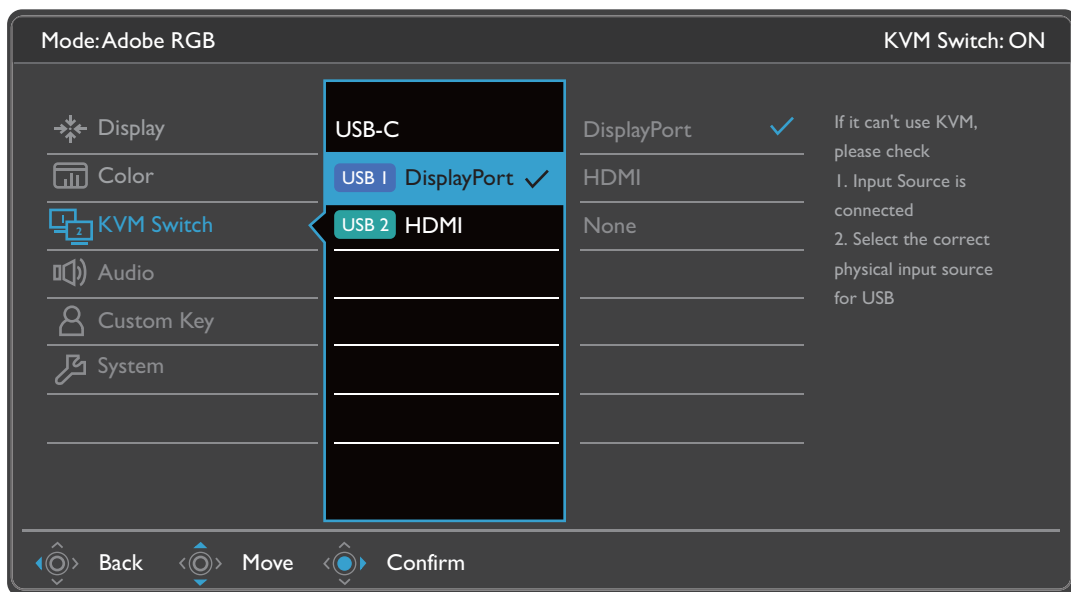 Mode: Adobe RGB
KVM Switch: ON
Display
Color
1 2 KVM Switch
Audio
Custom Key
System
USB-C
USB 1 DisplayPort
USB 2 HDMI
DisplayPort
HDMI
None
If it can't use KVM,
please check
1. Input Source is
connected
2. Select the correct
physical input source
for USB
Back
Move
Confirm